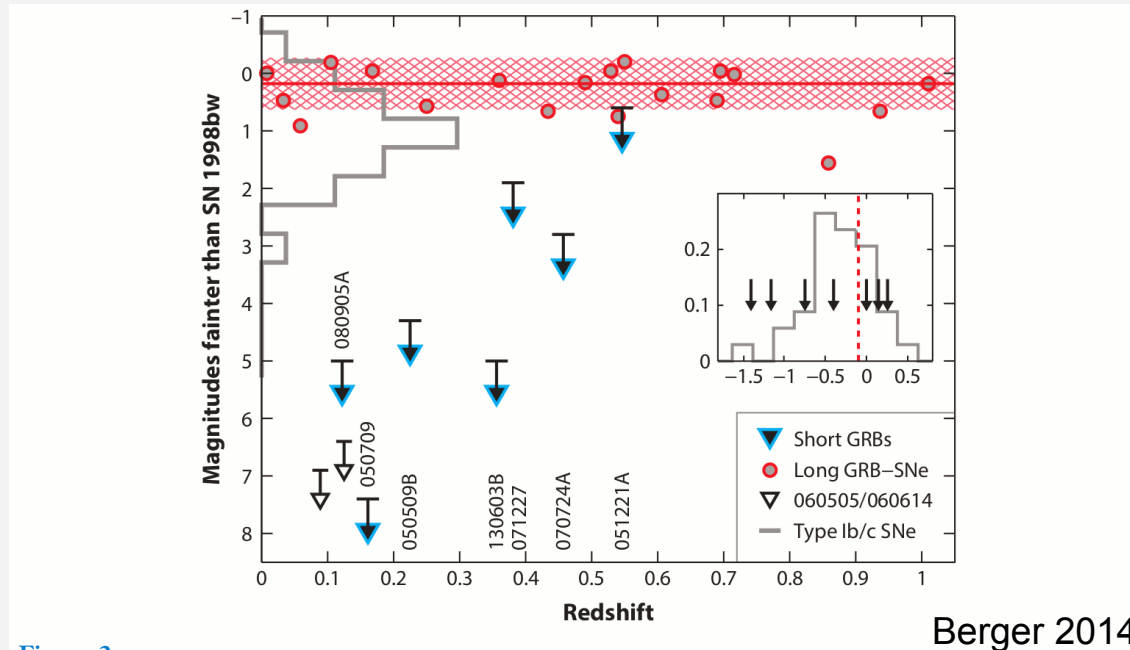 Magnitudes fainter than SN 1998bw
−1
0
1
2
3
4
5
6
7
8
080905A
050709
050509B
130603B
071227
070724A
051221A
0.2
0.1
0
−1.5 −1 −0.5 0 0.5
Short GRBs
Long GRB–SNe
060505/060614
Type Ib/c SNe
0 0.1 0.2 0.3 0.4 0.5 0.6 0.7 0.8 0.9 1
Redshift
Berger 2014